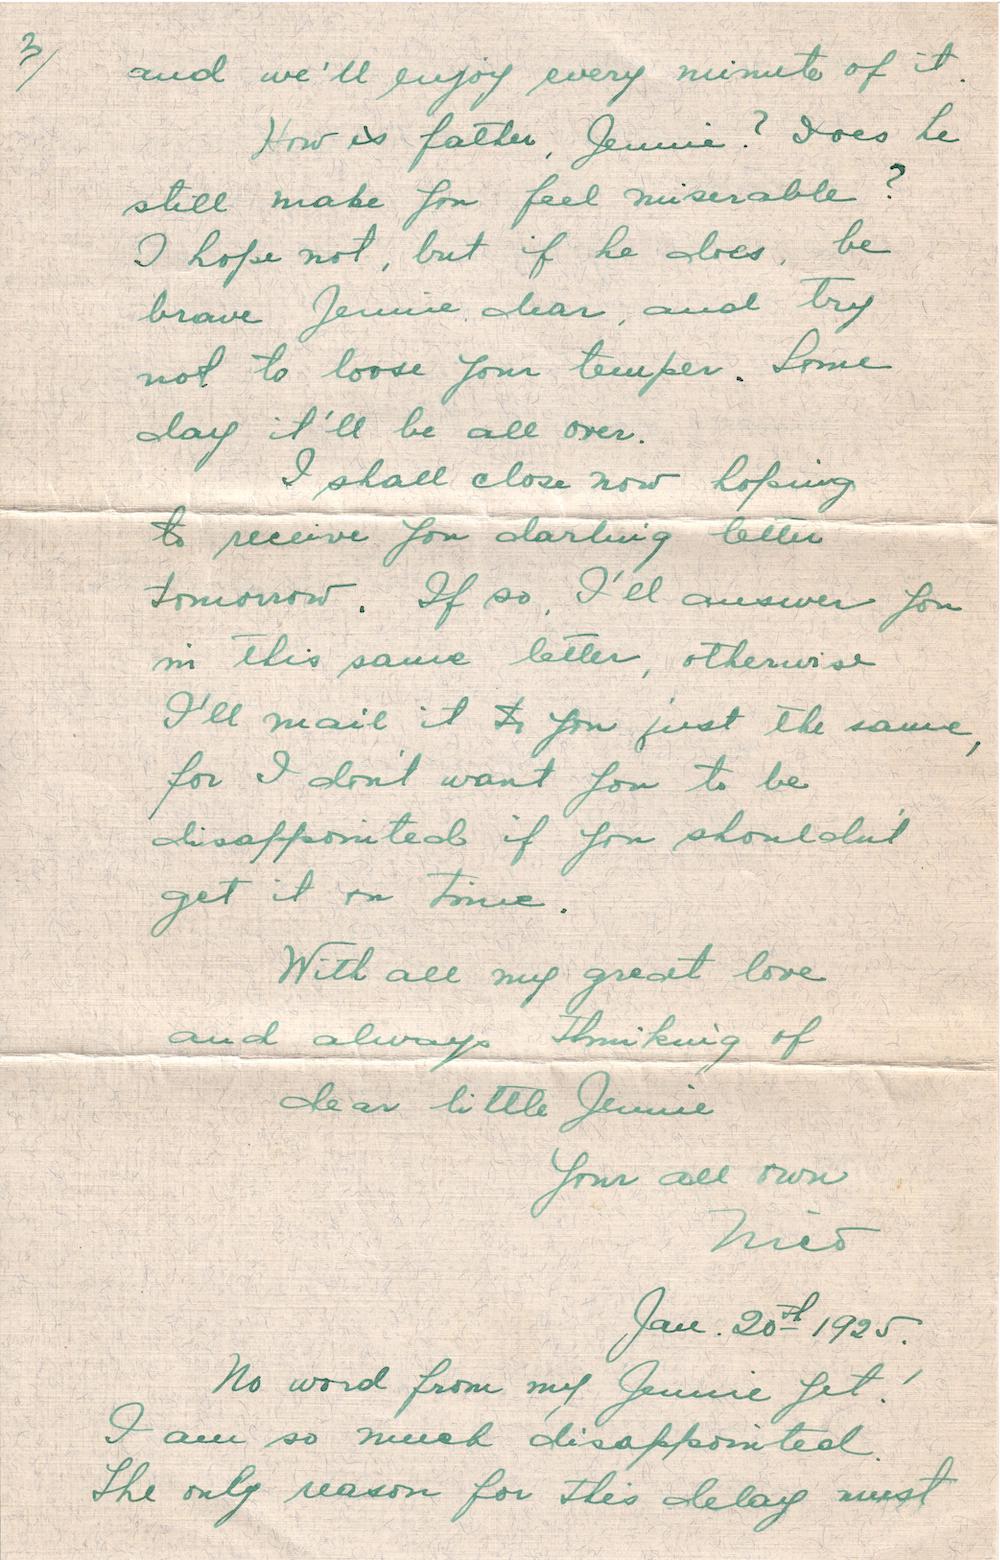 3/
and we'll enjoy every minute of it.
How is father, Jennie? Does he
still make you feel miserable?
I hope not, but if he does, be
brave Jennie dear, and try
not to loose your temper. Some
day it'll be all over.
I shall close now hoping
to receive you darling letter
tomorrow. If so, I'll answer you
in this same letter, otherwise
I'll mail it to you just the same,
for I don't want you to be
disappointed if you shouldn't
get it on time.
With all my great love
and always thinking of
dear little Jennie
Your all own
Nico
Jan. 20th 1925.
No word from my Jennie yet!
I am so much disappointed.
The only reason for this delay must